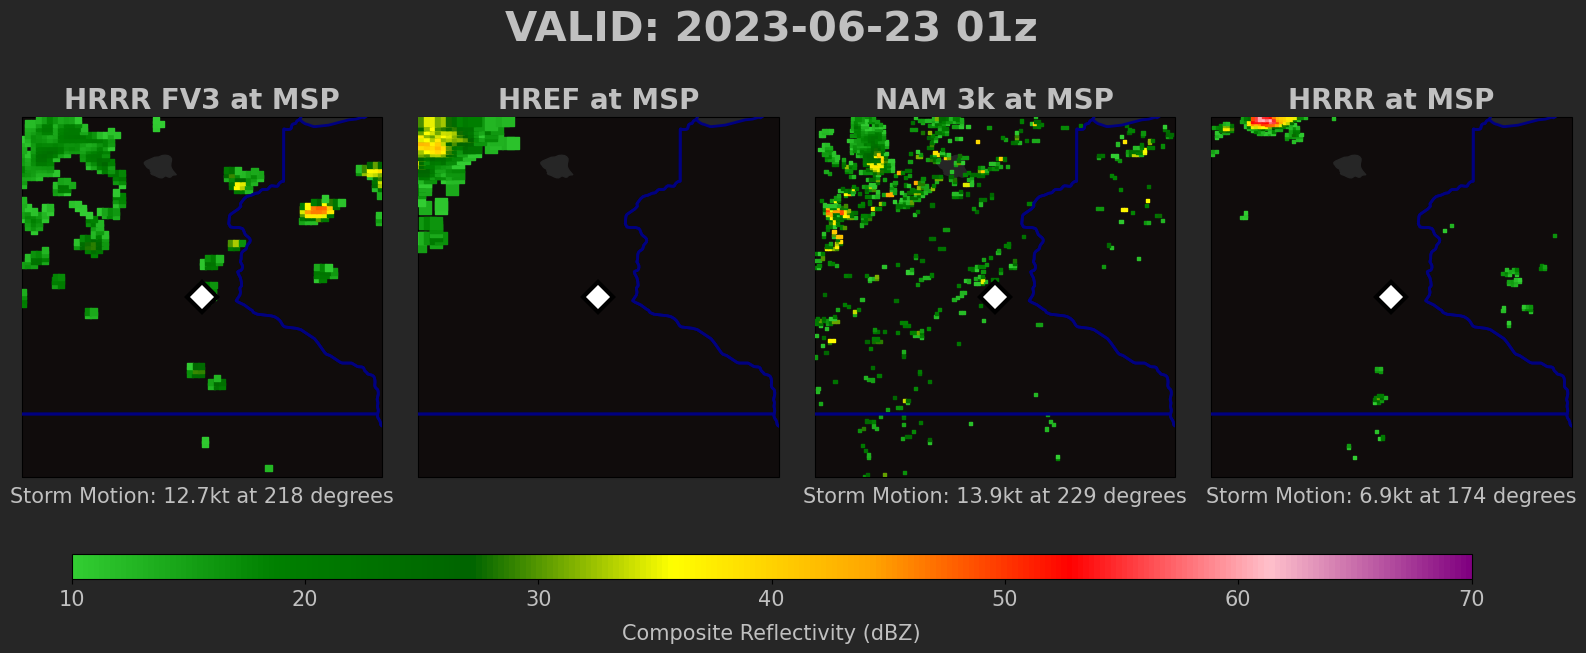 VALID: 2023-06-23 01z
HRRR FV3 at MSP
HREF at MSP
NAM 3k at MSP
HRRR at MSP
Storm Motion: 12.7kt at 218 degrees
Storm Motion: 13.9kt at 229 degrees
Storm Motion: 6.9kt at 174 degrees
10 20 30 40 50 60 70
Composite Reflectivity (dBZ)